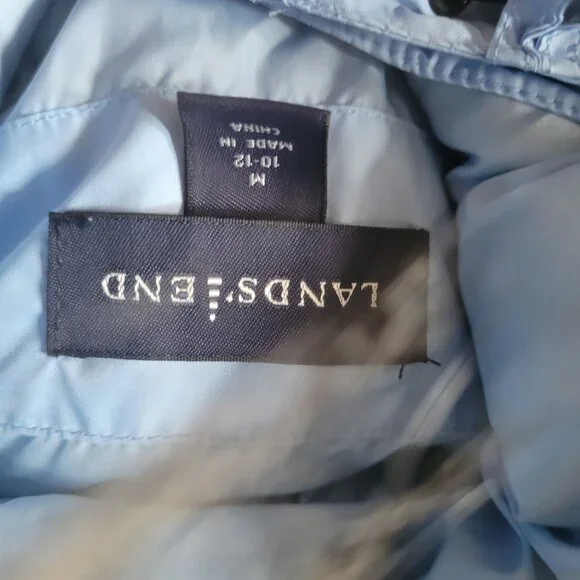 LANDS' END
M
10-12
MADE IN
CHINA